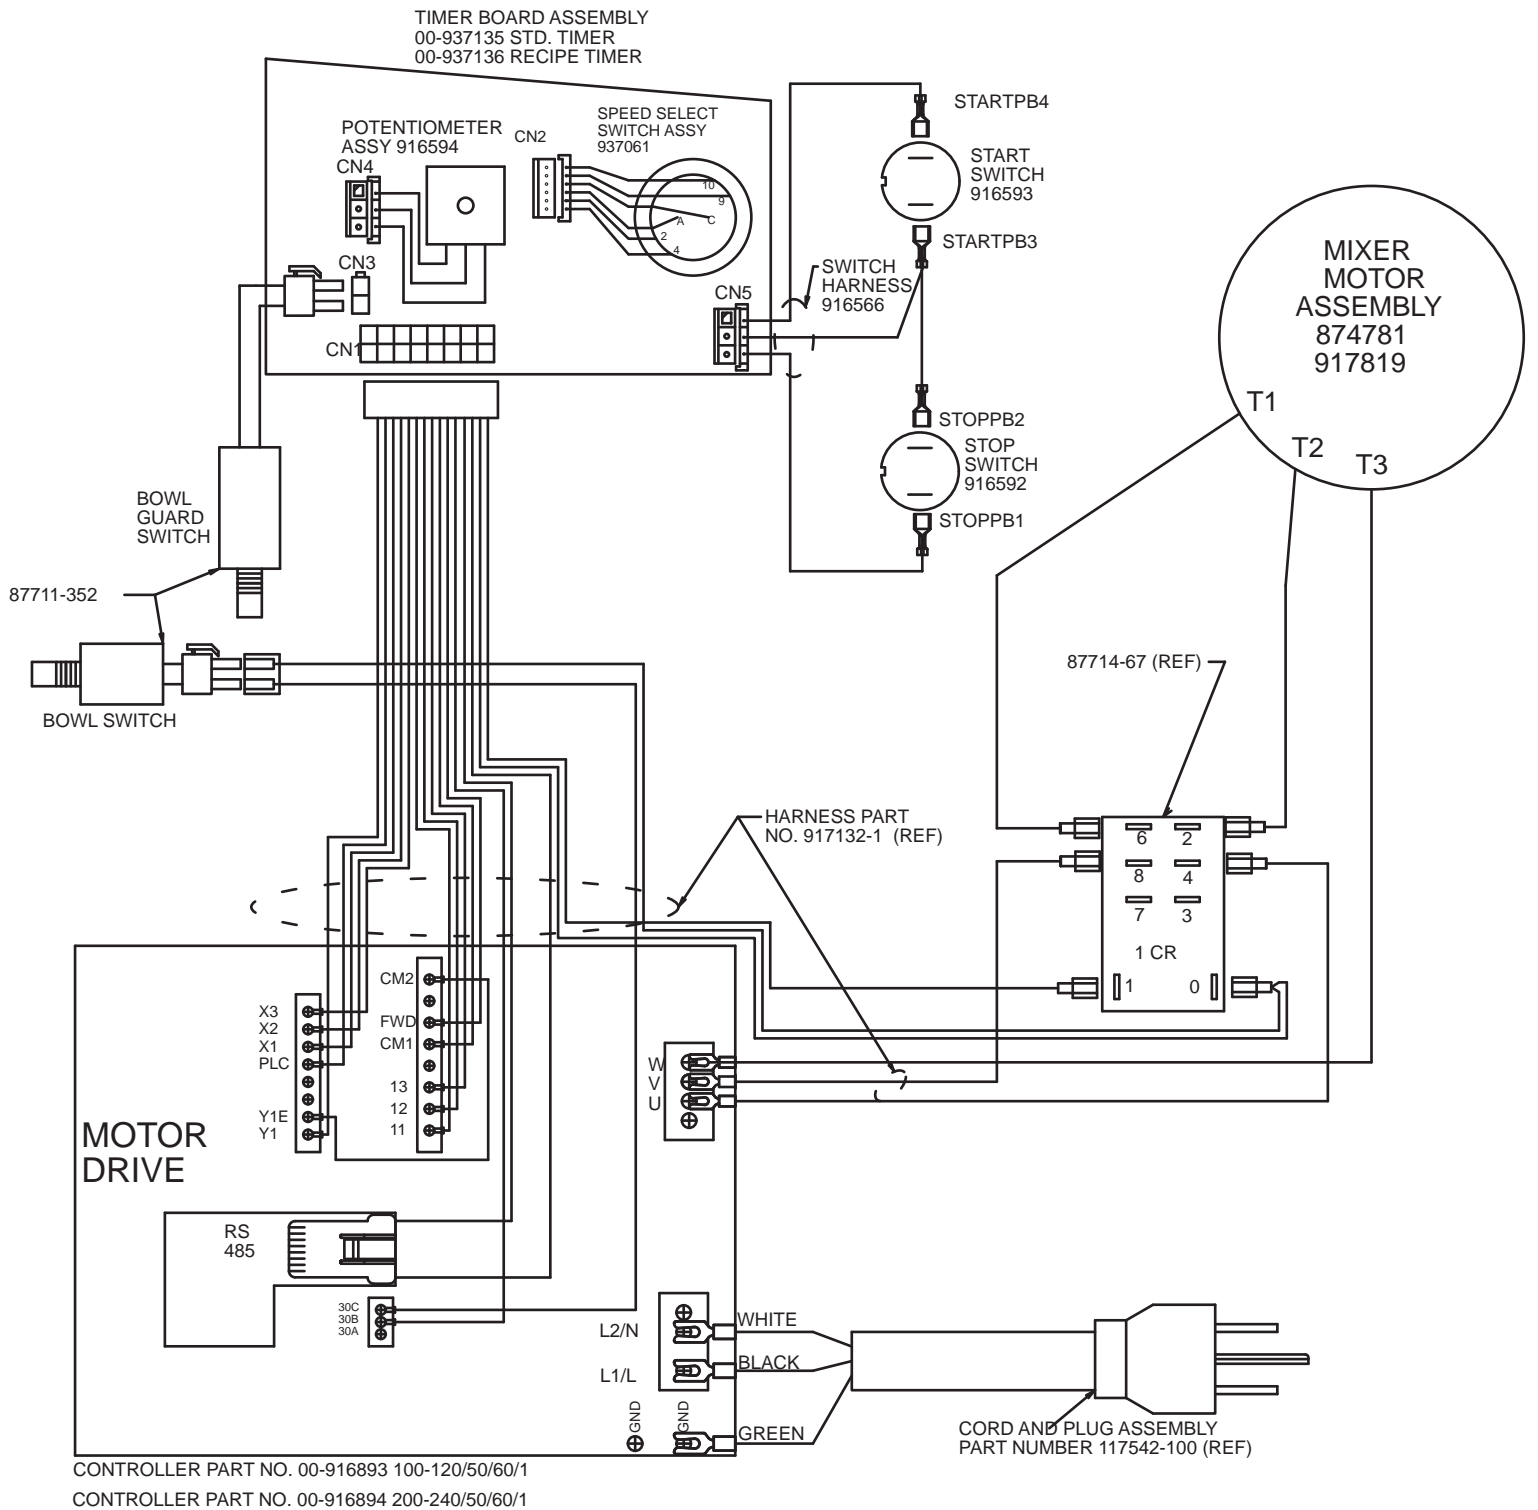 TIMER BOARD ASSEMBLY
00-937135 STD. TIMER
00-937136 RECIPE TIMER
POTENTIOMETER
ASSY 916594
CN4
CN2
SPEED SELECT
SWITCH ASSY
937061
10
9
A
C
2
4
CN3
CN1
CN5
SWITCH
HARNESS
916566
STARTPB4
START
SWITCH
916593
STARTPB3
STOPPB2
STOP
SWITCH
916592
STOPPB1
MIXER
MOTOR
ASSEMBLY
874781
917819
T1
T2
T3
BOWL
GUARD
SWITCH
87711-352
BOWL SWITCH
87714-67 (REF)
HARNESS PART
NO. 917132-1 (REF)
6 2
8 4
7 3
1 CR
1 0
X3
X2
X1
PLC
Y1E
Y1
CM2
FWD
CM1
13
12
11
W
V
U
MOTOR
DRIVE
RS
485
30C
30B
30A
L2/N
L1/L
GND
GND
WHITE
BLACK
GREEN
CORD AND PLUG ASSEMBLY
PART NUMBER 117542-100 (REF)
CONTROLLER PART NO. 00-916893 100-120/50/60/1
CONTROLLER PART NO. 00-916894 200-240/50/60/1